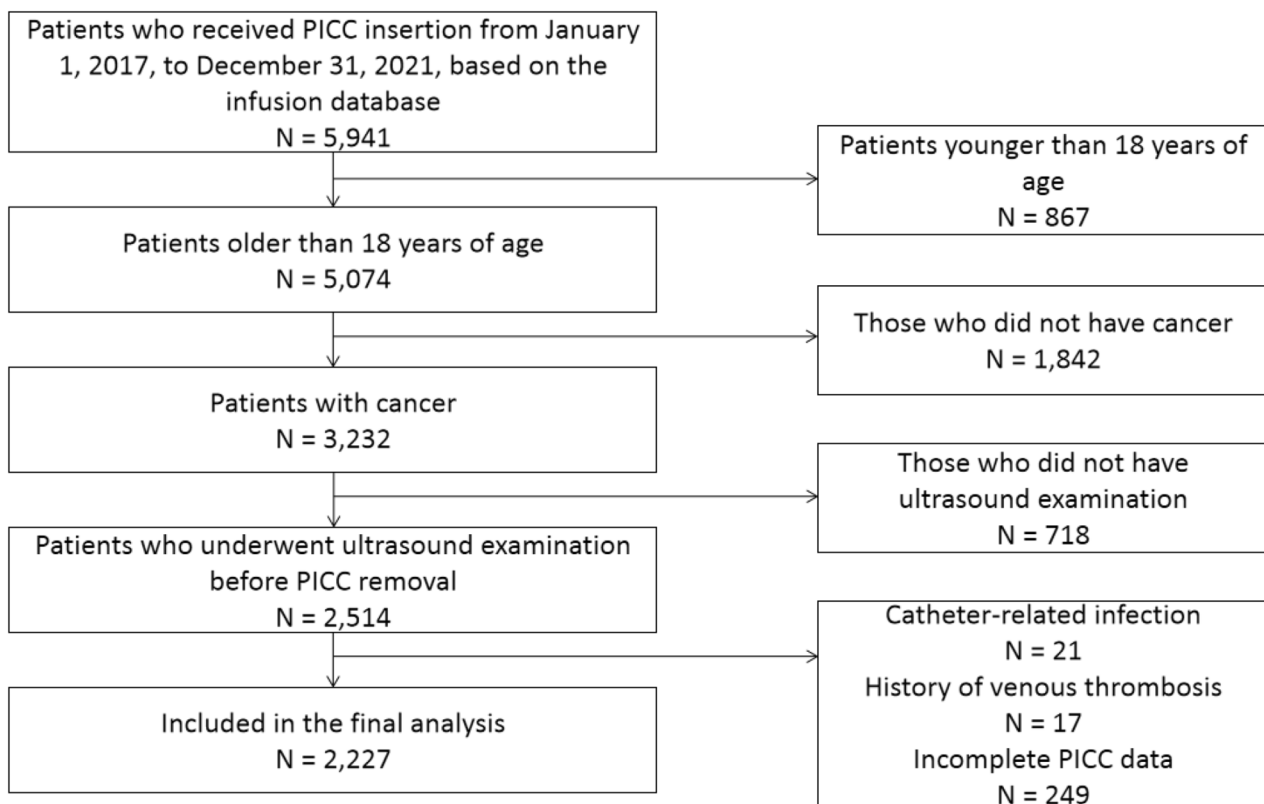 Patients who received PICC insertion from January
1, 2017, to December 31, 2021, based on the
infusion database
N = 5,941
Patients younger than 18 years of
age
N = 867
Patients older than 18 years of age
N = 5,074
Those who did not have cancer
N = 1,842
Patients with cancer
N = 3,232
Those who did not have
ultrasound examination
N = 718
Patients who underwent ultrasound examination
before PICC removal
N = 2,514
Catheter-related infection
N = 21
History of venous thrombosis
N = 17
Incomplete PICC data
N = 249
Included in the final analysis
N = 2,227